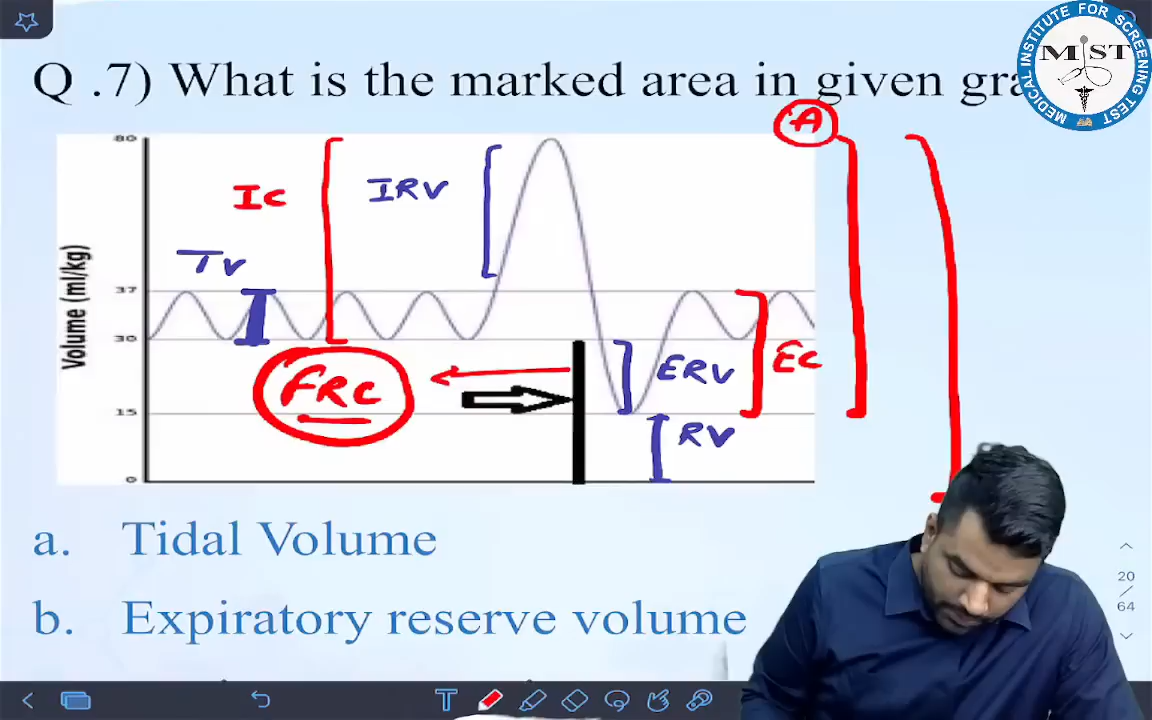 MEDICAL INSTITUTE FOR SCREENING TEST
MIST
Q .7) What is the marked area in given
A
80
IC
IRV
TV
Volume (ml/kg)
37
30
FRC
ERV
EC
15
RV
0
a. Tidal Volume
b. Expiratory reserve volume
20
/
64
T